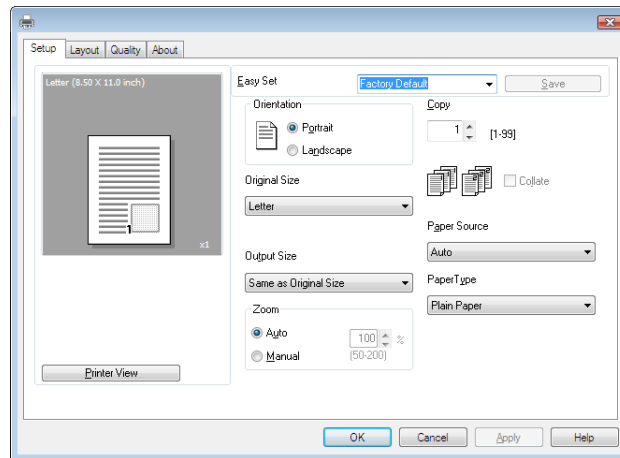 Setup Layout Quality About
Letter (8.50 X 11.0 inch)
1
x1
Printer View
Easy Set Factory Default Save
Orientation
Portrait
Landscape
Original Size
Letter
Output Size
Same as Original Size
Zoom
Auto 100 %
Manual (50-200)
Copy
1 [1-99]
Collate
Paper Source
Auto
PaperType
Plain Paper
OK Cancel Apply Help